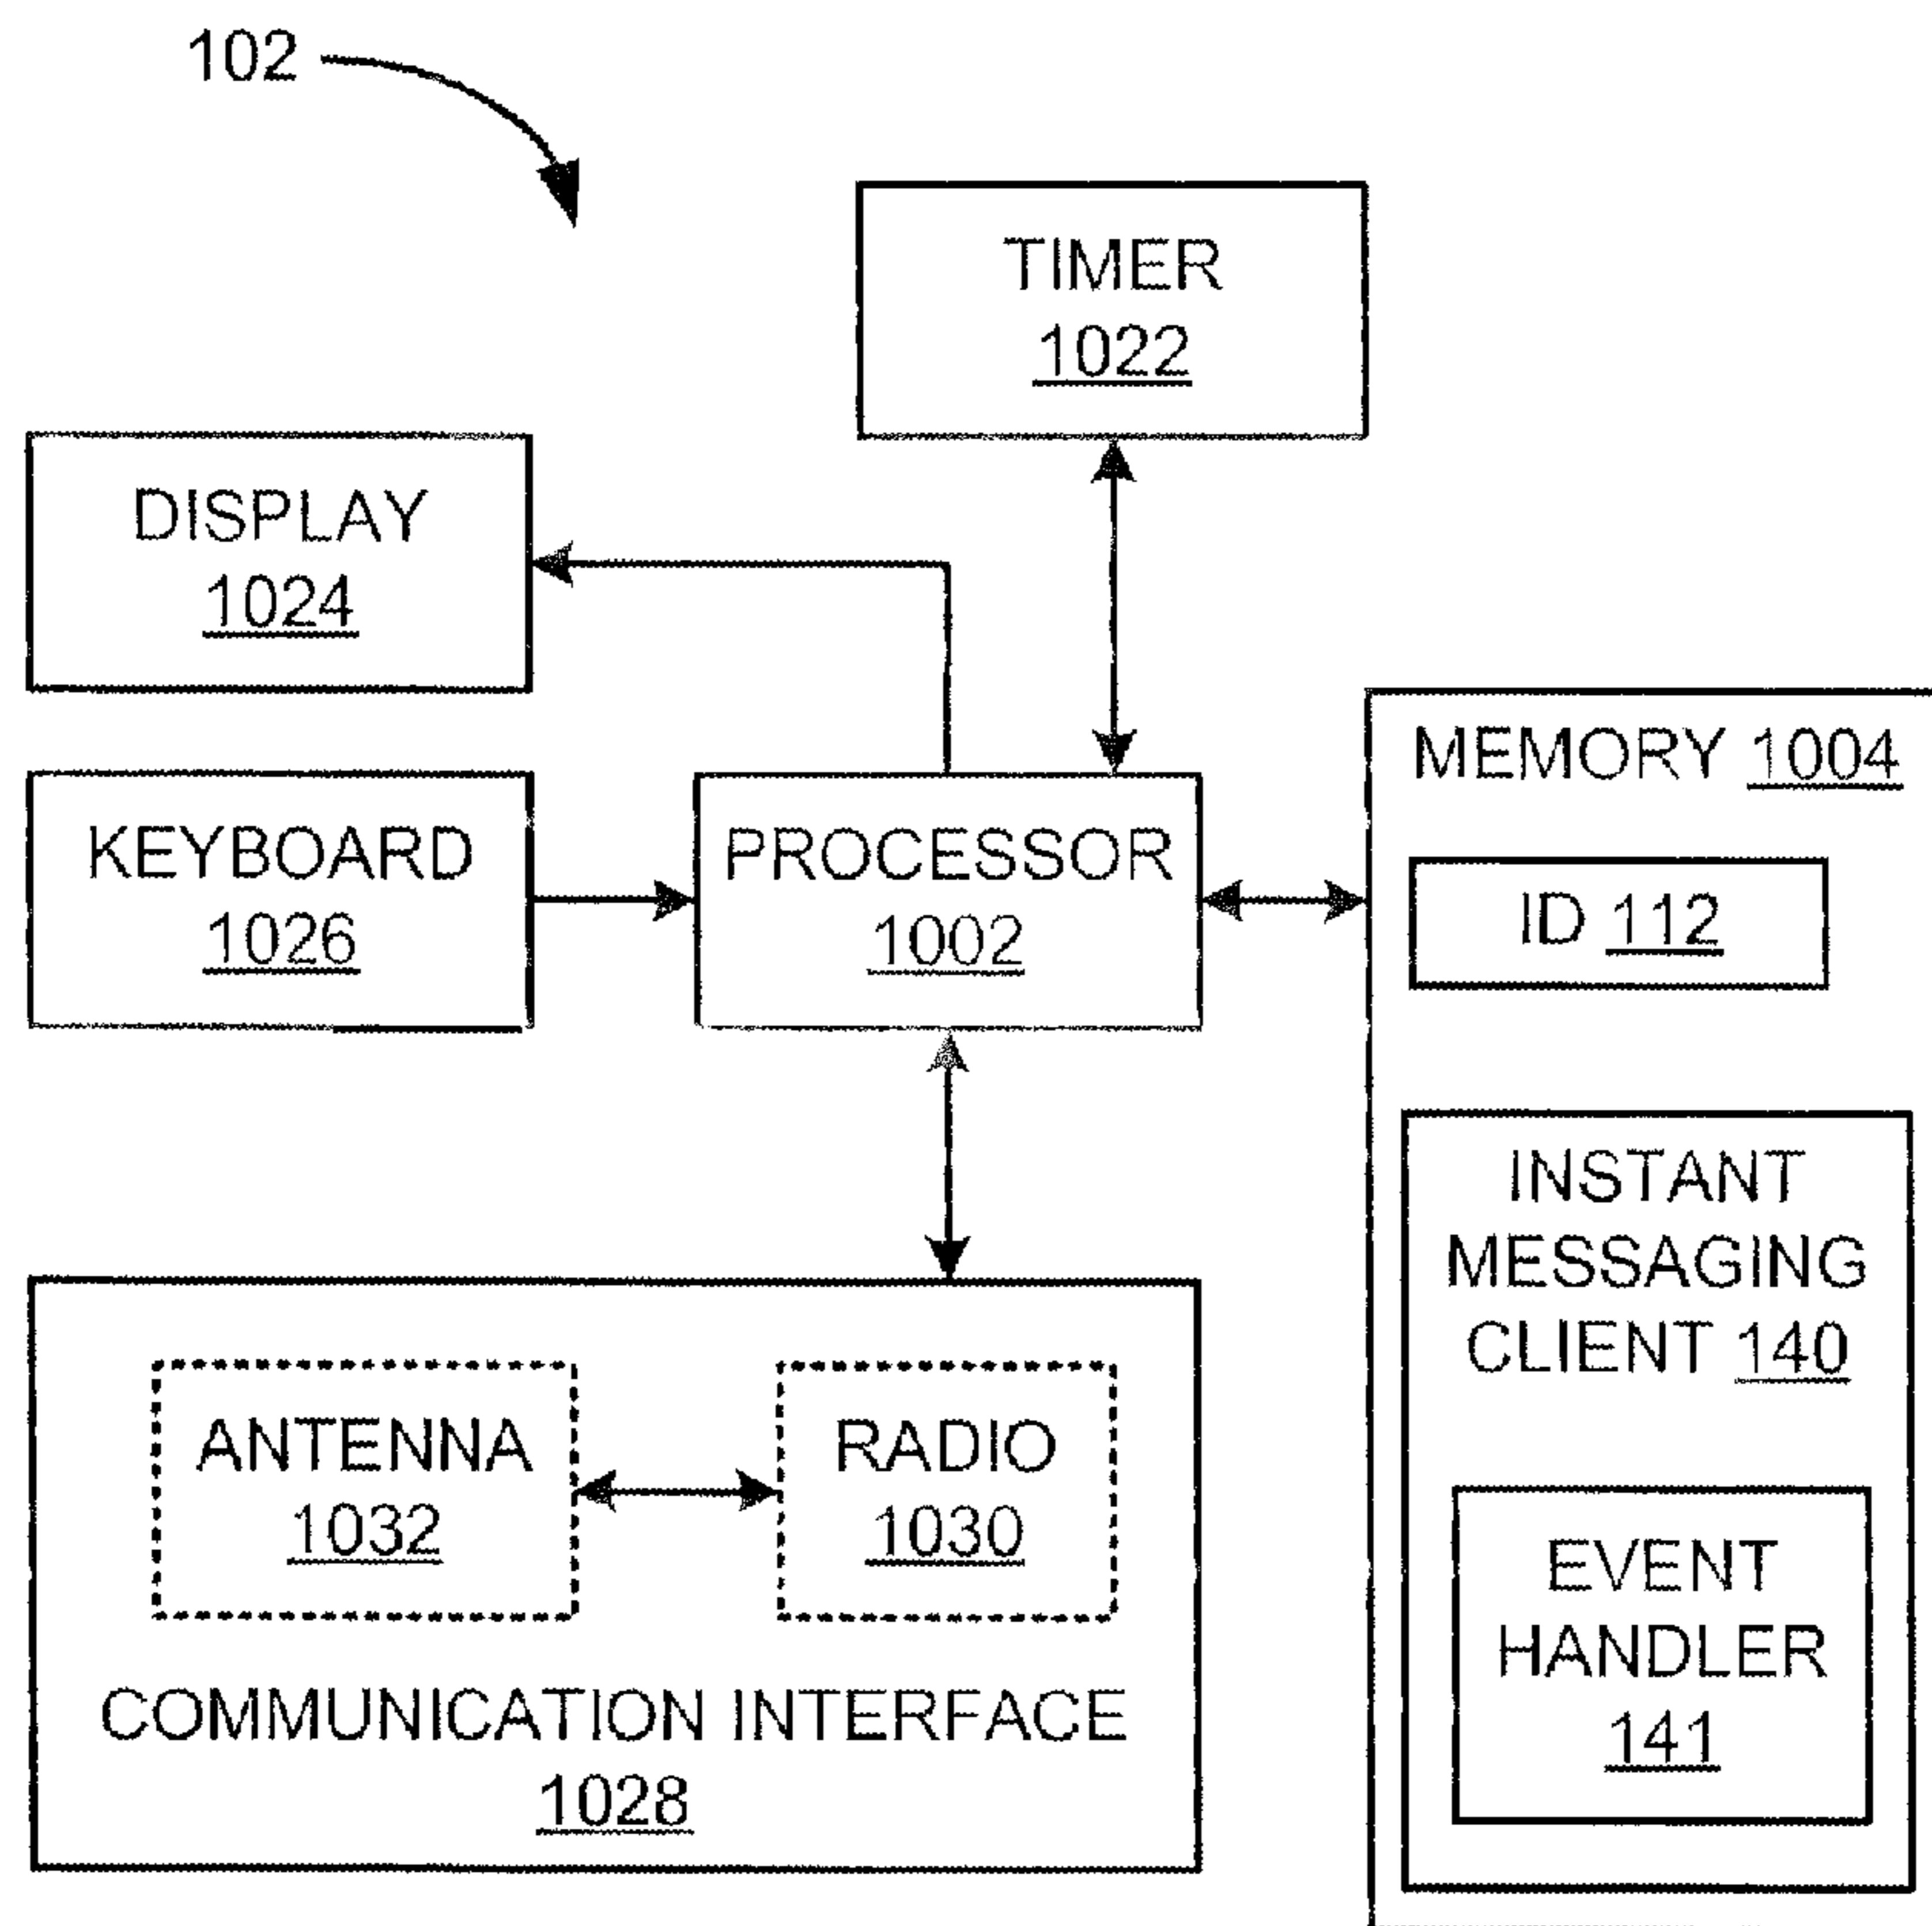 102
TIMER
1022
DISPLAY
1024
MEMORY 1004
KEYBOARD
1026
PROCESSOR
1002
ID 112
INSTANT
MESSAGING
CLIENT 140
ANTENNA
1032
RADIO
1030
EVENT
HANDLER
141
COMMUNICATION INTERFACE
1028